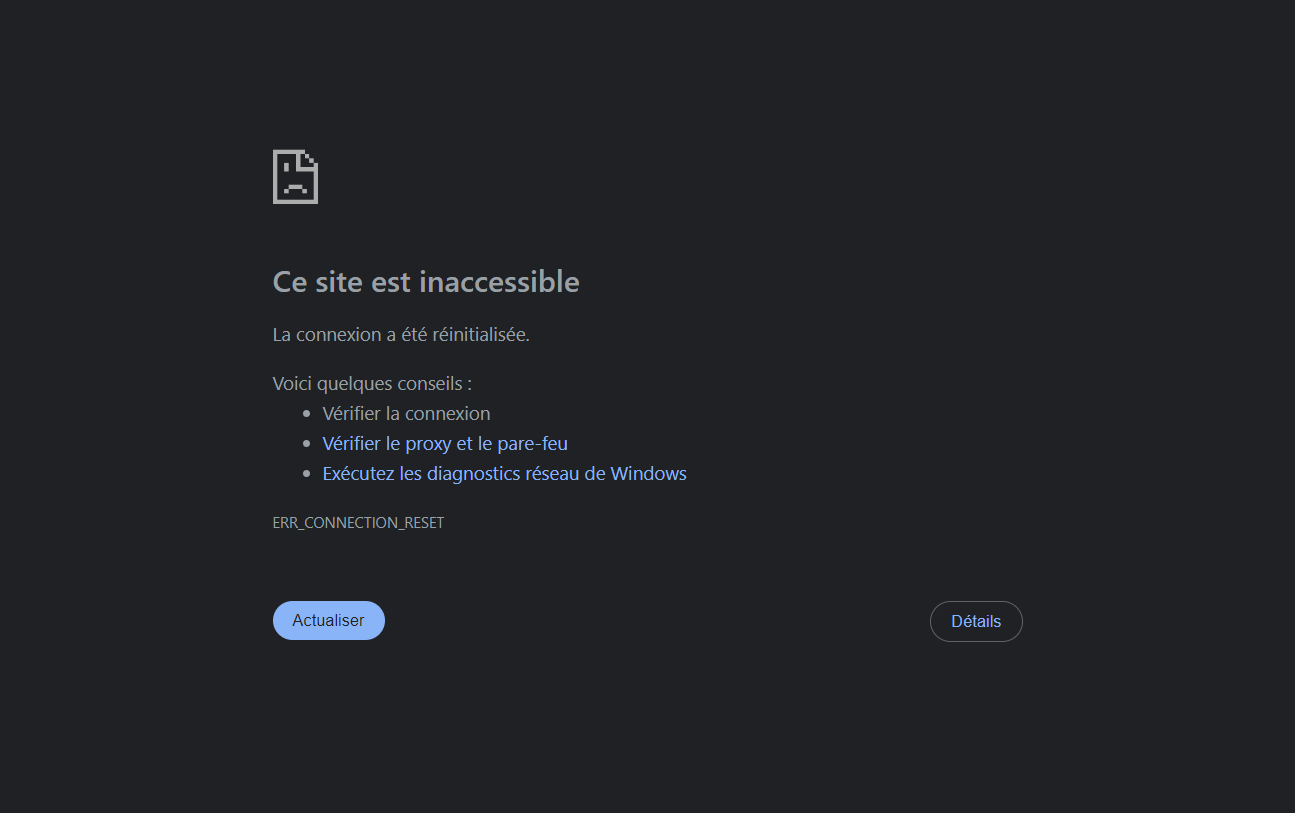 Ce site est inaccessible
La connexion a été réinitialisée.
Voici quelques conseils :
Vérifier la connexion
Vérifier le proxy et le pare-feu
Exécutez les diagnostics réseau de Windows
ERR_CONNECTION_RESET
Actualiser
Détails